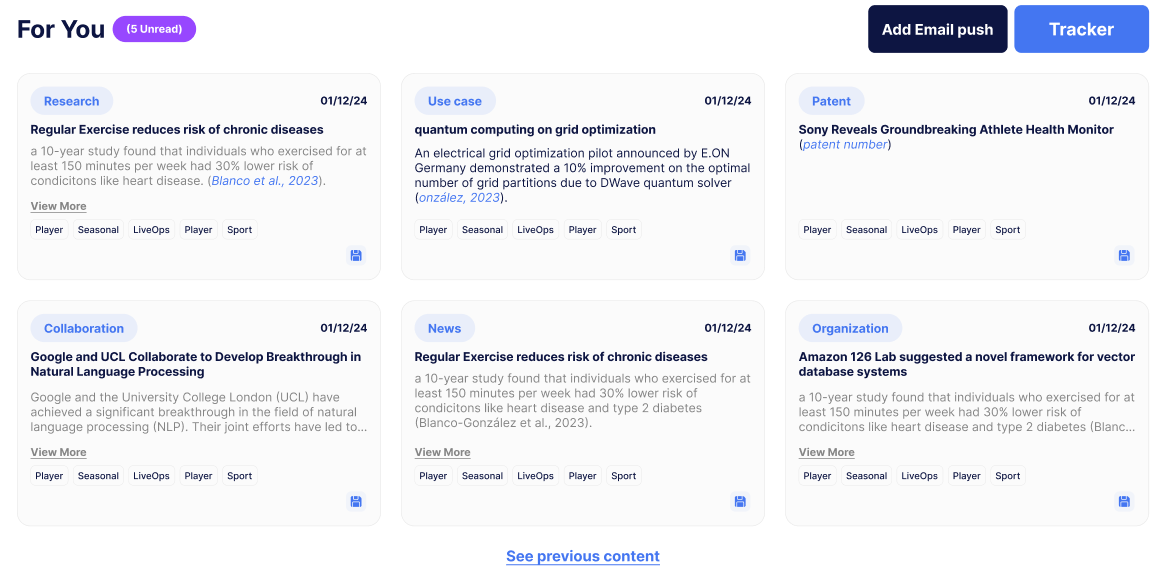 For You
(5 Unread)
Add Email push
Tracker
Research
01/12/24
Regular Exercise reduces risk of chronic diseases
a 10-year study found that individuals who exercised for at
least 150 minutes per week had 30% lower risk of
condicitons like heart disease. (Blanco et al., 2023).
View More
Player Seasonal LiveOps Player Sport
Use case
01/12/24
quantum computing on grid optimization
An electrical grid optimization pilot announced by E.ON
Germany demonstrated a 10% improvement on the optimal
number of grid partitions due to DWave quantum solver
(onzález, 2023).
Player Seasonal LiveOps Player Sport
Patent
01/12/24
Sony Reveals Groundbreaking Athlete Health Monitor
(patent number)
Player Seasonal LiveOps Player Sport
Collaboration
01/12/24
Google and UCL Collaborate to Develop Breakthrough in
Natural Language Processing
Google and the University College London (UCL) have
achieved a significant breakthrough in the field of natural
language processing (NLP). Their joint efforts have led to...
View More
Player Seasonal LiveOps Player Sport
News
01/12/24
Regular Exercise reduces risk of chronic diseases
a 10-year study found that individuals who exercised for at
least 150 minutes per week had 30% lower risk of
condicitons like heart disease and type 2 diabetes
(Blanco-González et al., 2023).
View More
Player Seasonal LiveOps Player Sport
Organization
01/12/24
Amazon 126 Lab suggested a novel framework for vector
database systems
a 10-year study found that individuals who exercised for at
least 150 minutes per week had 30% lower risk of
condicitons like heart disease and type 2 diabetes (Blanc...
View More
Player Seasonal LiveOps Player Sport
See previous content